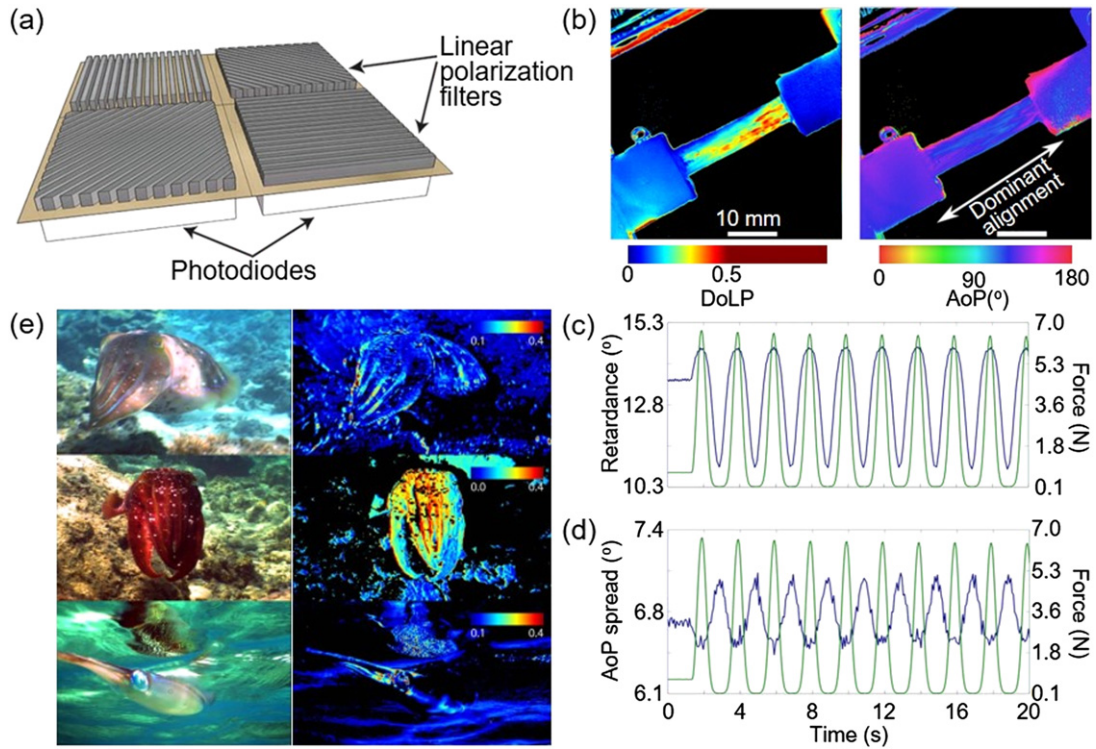 (a)
Linear
polarization
filters
Photodiodes
(b)
10 mm
Dominant
alignment
0
0.5
DoLP
0
90
180
AoP(º)
(e)
0.1
0.4
0.0
0.4
0.1
0.4
(c)
15.3
12.8
10.3
Retardance (º)
7.0
5.3
3.6
1.8
0.1
Force (N)
(d)
7.4
6.8
6.1
AoP spread (º)
7.0
5.3
3.6
1.8
0.1
Force (N)
0
4
8
12
16
20
Time (s)